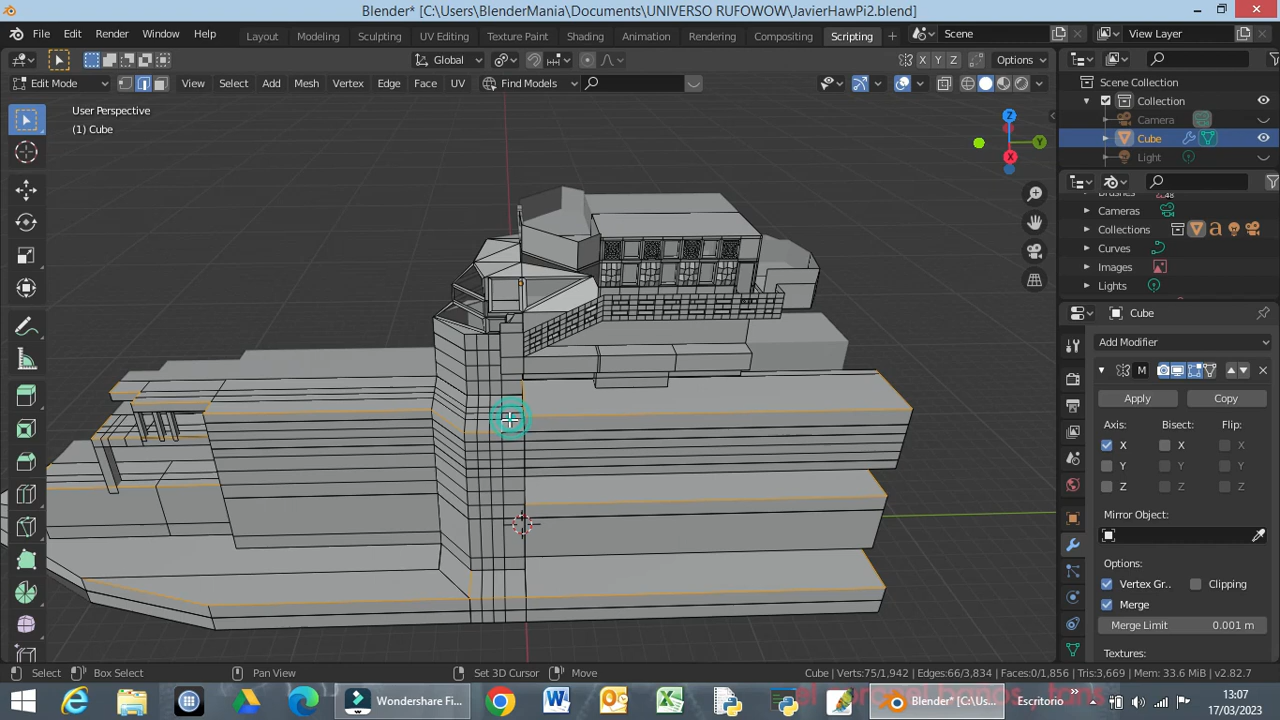 Blender* [C:\Users\BlenderMania\Documents\UNIVERSO RUFOWOW\JavierHawPi2.blend]
File Edit Render Window Help Layout Modeling Sculpting UV Editing Texture Paint Shading Animation Rendering Compositing Scripting + Scene View Layer
Global X Y Z Options
Edit Mode View Select Add Mesh Vertex Edge Face UV Find Modifiers
User Perspective
(1) Cube
Z
Y
X
Scene Collection
Collection
Camera
Cube
Light
Brushes
Cameras
Collections
Curves
Images
Lights
Cube
Add Modifier
M
Apply Copy
Axis: Bisect: Flip:
X X X
Y Y Y
Z Z Z
Mirror Object:
Options:
Vertex Gr.. Clipping
Merge
Merge Limit 0.001 m
Textures:
Select Box Select Pan View Set 3D Cursor Move Cube | Verts:75/1,942 | Edges:66/3,834 | Faces:0/1,856 | Tris:3,669 | Mem: 33.6 MiB | v2.82.7
Wondershare Fi... Blender* [C:\Us... Escritorio
13:07
17/03/2023